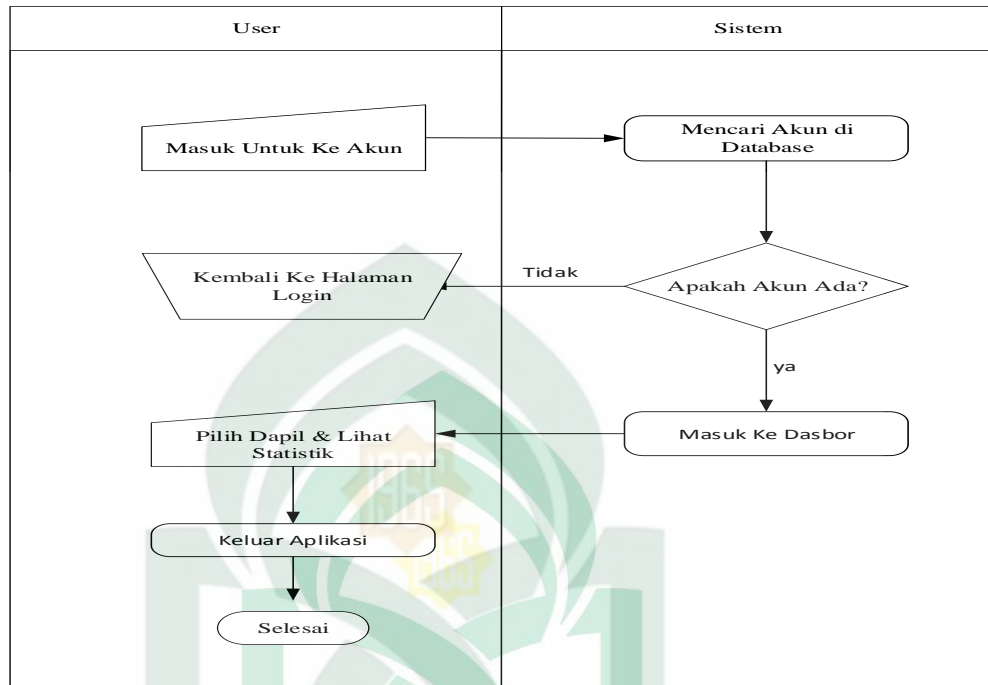 User
Sistem
Masuk Untuk Ke Akun
Mencari Akun di
Database
Kembali Ke Halaman
Login
Tidak
Apakah Akun Ada?
ya
Pilih Dapil & Lihat
Statistik
Masuk Ke Dasbor
Keluar Aplikasi
Selesai
1965